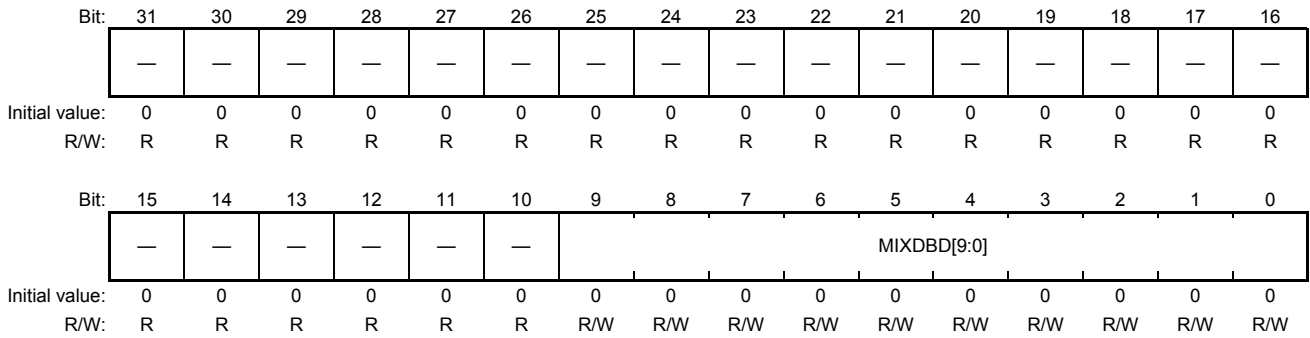 Bit: 31 30 29 28 27 26 25 24 23 22 21 20 19 18 17 16
— — — — — — — — — — — — — — — —
Initial value: 0 0 0 0 0 0 0 0 0 0 0 0 0 0 0 0
R/W: R R R R R R R R R R R R R R R R
Bit: 15 14 13 12 11 10 9 8 7 6 5 4 3 2 1 0
— — — — — — MIXDBD[9:0]
Initial value: 0 0 0 0 0 0 0 0 0 0 0 0 0 0 0 0
R/W: R R R R R R R/W R/W R/W R/W R/W R/W R/W R/W R/W R/W